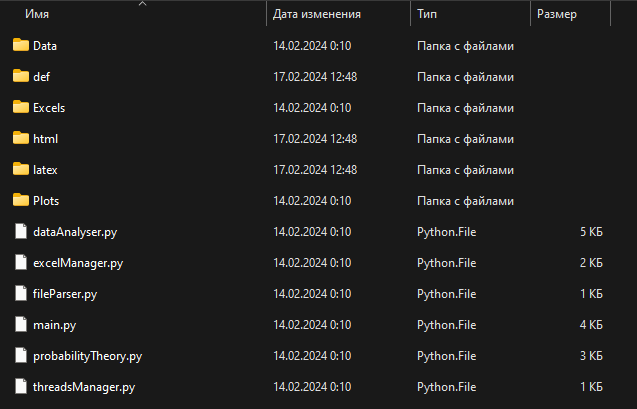 Имя Дата изменения Тип Размер
Data 14.02.2024 0:10 Папка с файлами
def 17.02.2024 12:48 Папка с файлами
Excels 14.02.2024 0:10 Папка с файлами
html 17.02.2024 12:48 Папка с файлами
latex 17.02.2024 12:48 Папка с файлами
Plots 14.02.2024 0:10 Папка с файлами
dataAnalyser.py 14.02.2024 0:10 Python.File 5 КБ
excelManager.py 14.02.2024 0:10 Python.File 2 КБ
fileParser.py 14.02.2024 0:10 Python.File 1 КБ
main.py 14.02.2024 0:10 Python.File 4 КБ
probabilityTheory.py 14.02.2024 0:10 Python.File 3 КБ
threadsManager.py 14.02.2024 0:10 Python.File 1 КБ